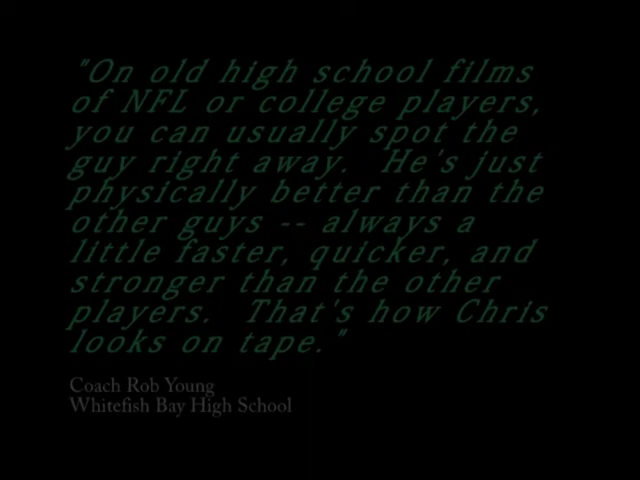 "On old high school films
of NFL or college players,
you can usually spot the
guy right away. He's just
physically better than the
other guys -- always a
little faster, quicker, and
stronger than the other
players. That's how Chris
looks on tape."
Coach Rob Young
Whitefish Bay High School